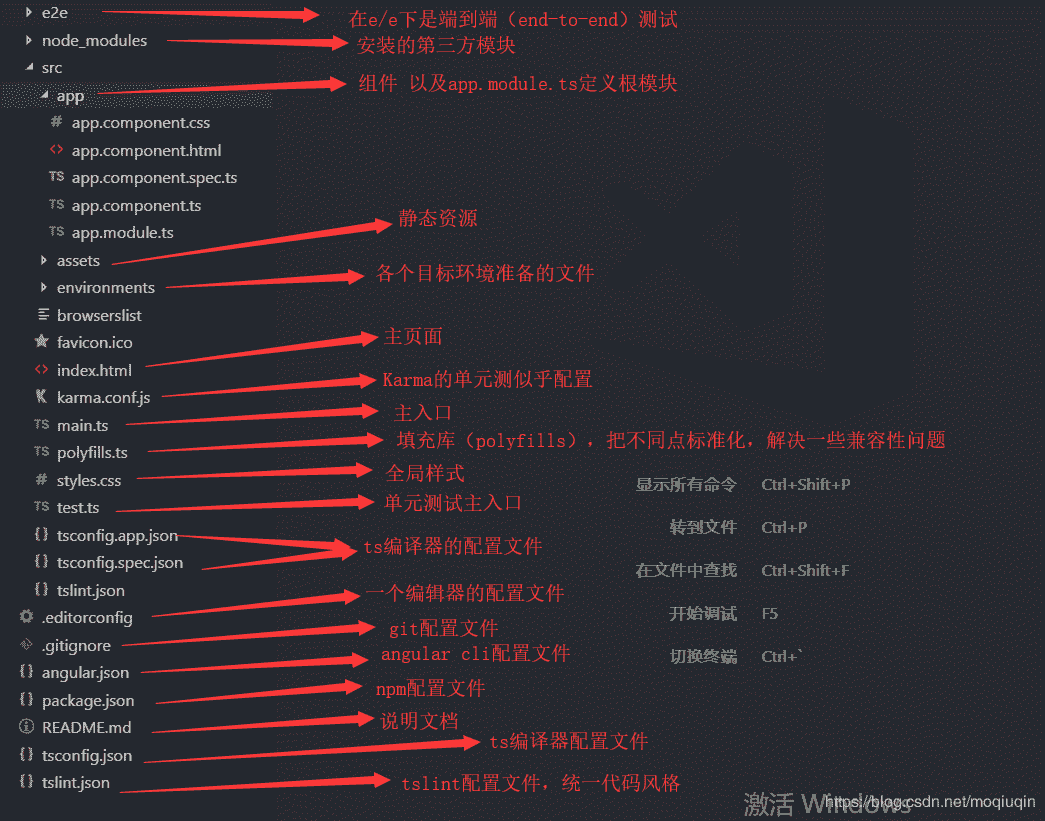 e2e 在e/e下是端到端（end-to-end）测试
node_modules 安装的第三方模块
src
app 组件 以及app.module.ts定义根模块
app.component.css
app.component.html
TS app.component.spec.ts
TS app.component.ts
TS app.module.ts
静态资源
assets
各个目标环境准备的文件
environments
browserslist
favicon.ico
主页面
index.html
Karma的单元测似乎配置
karma.conf.js
主入口
TS main.ts
填充库（polyfills），把不同点标准化，解决一些兼容性问题
TS polyfills.ts
全局样式
# styles.css
显示所有命令 Ctrl+Shift+P
单元测试主入口
TS test.ts
转到文件 Ctrl+P
{} tsconfig.app.json
ts编译器的配置文件
{} tsconfig.spec.json
在文件中查找 Ctrl+Shift+F
{} tslint.json
一个编辑器的配置文件
.editorconfig
开始调试 F5
git配置文件
.gitignore
angular cli配置文件
切换终端 Ctrl+`
{} angular.json
npm配置文件
{} package.json
说明文档
README.md
ts编译器配置文件
{} tsconfig.json
{} tslint.json
tslint配置文件，统一代码风格
激活 Windows
https://blog.csdn.net/moqiuqin